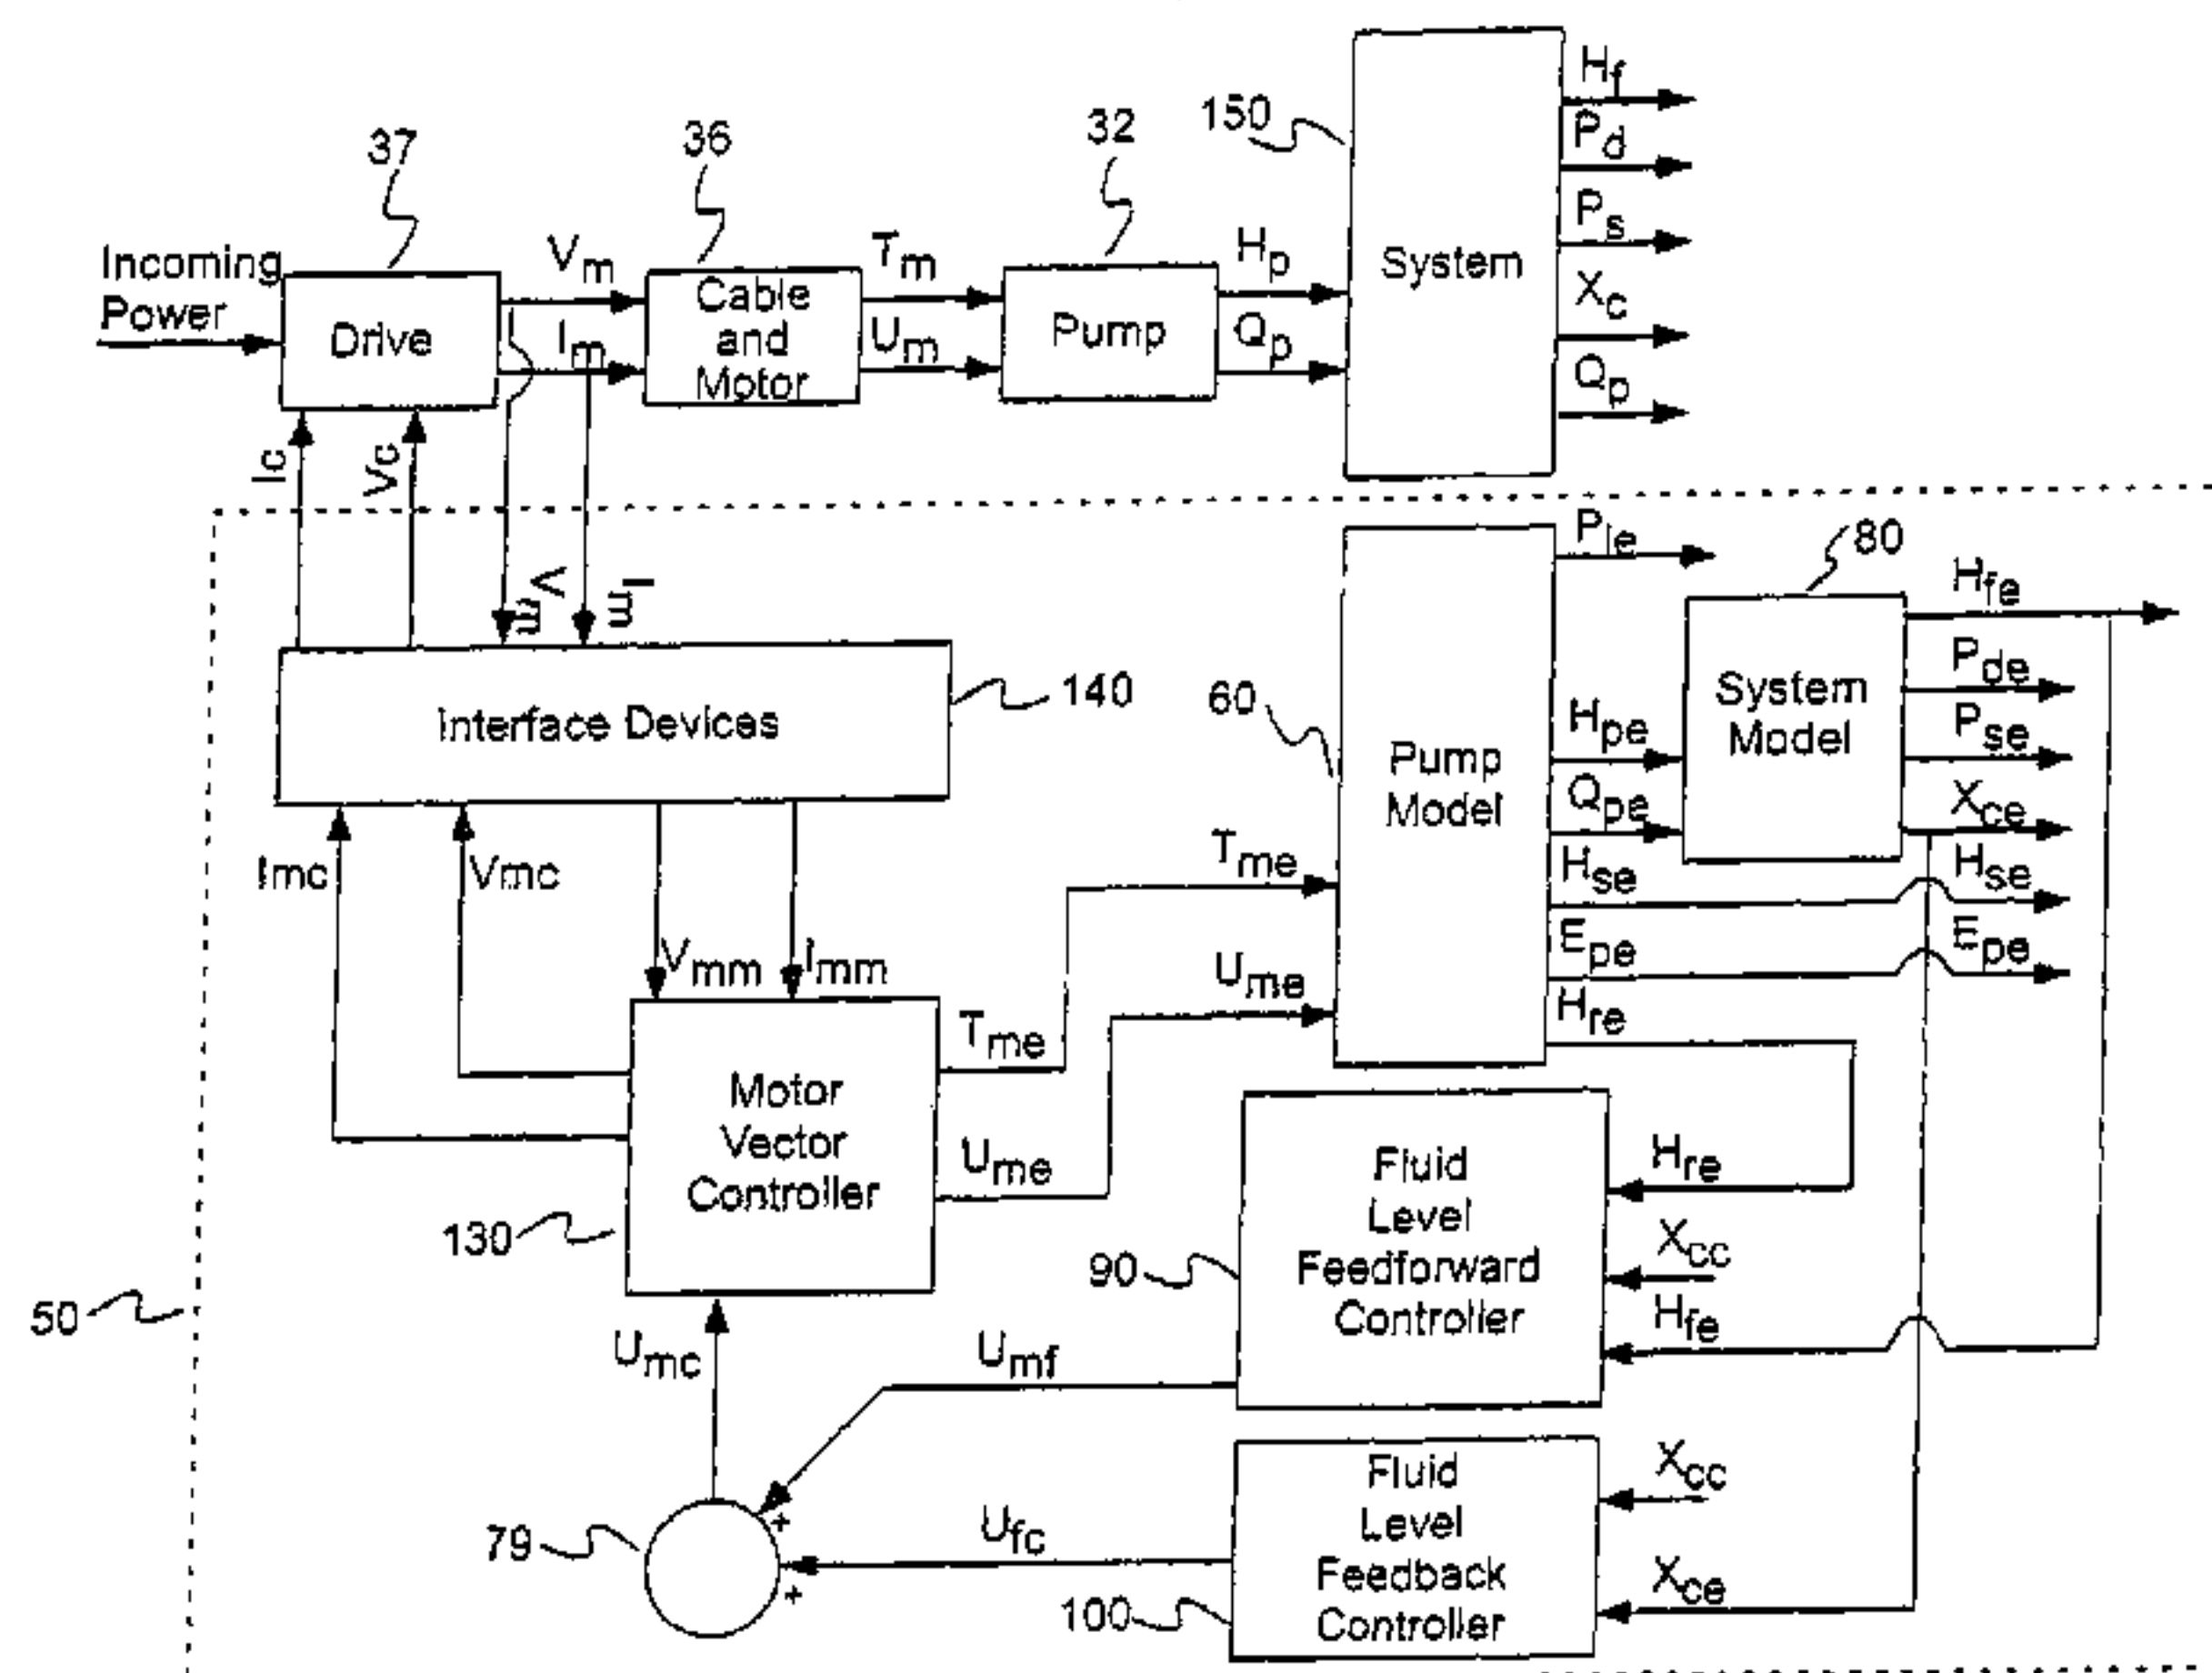 37
36
32
150
Incoming
Power
Drive
Vm
Im
Cable
and
Motor
Tm
Um
Pump
Hp
Qp
System
Hf
Pd
Ps
Xc
Qp
Ic
Vc
Vm
Im
Interface Devices
140
Imc
Vmc
Vmm
Imm
Motor
Vector
Controller
130
Tme
Ume
Tme
Ume
60
Pump
Model
Ple
Hpe
Qpe
Hse
Epe
Hre
80
System
Model
Hfe
Pde
Pse
Xce
Hse
Epe
50
90
Fluid
Level
Feedforward
Controller
Hre
Xcc
Hfe
Umc
Umf
79
+
+
Ufc
100
Fluid
Level
Feedback
Controller
Xcc
Xce